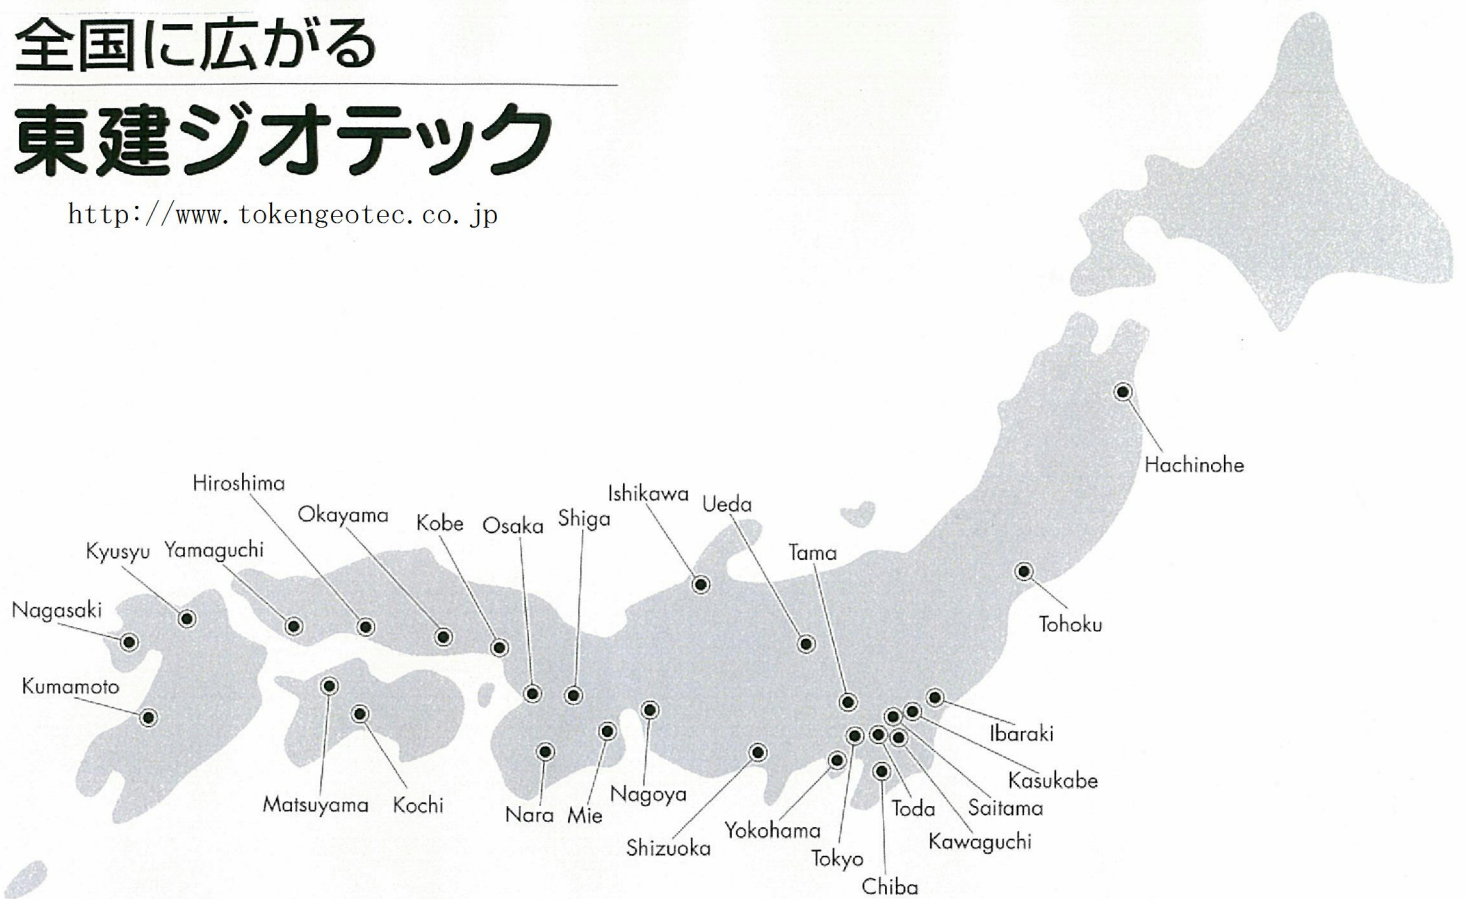 全国に広がる
東建ジオテック
http://www.tokengeotec.co.jp
Hachinohe
Hiroshima
Ishikawa
Ueda
Okayama
Kobe
Osaka
Shiga
Kyusyu
Yamaguchi
Tama
Nagasaki
Tohoku
Kumamoto
Ibaraki
Kasukabe
Matsuyama
Kochi
Nara
Mie
Nagoya
Toda
Saitama
Yokohama
Kawaguchi
Shizuoka
Tokyo
Chiba